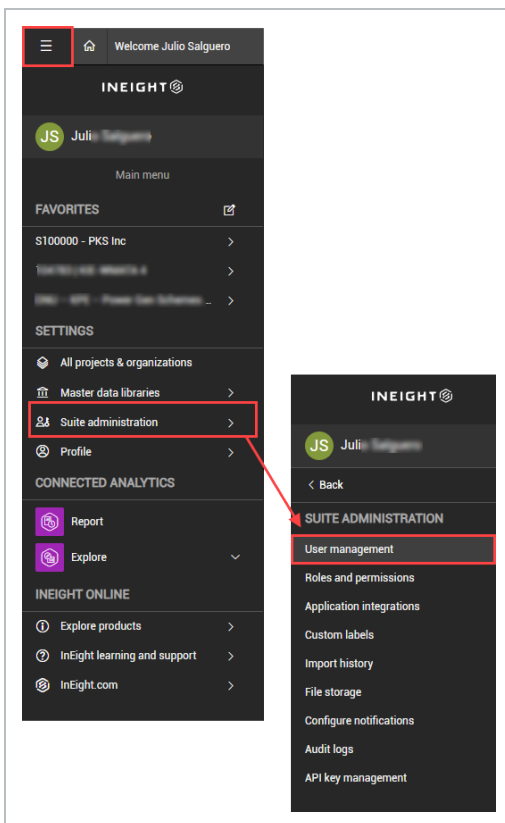 Welcome Julio Salguero
INEIGHT
JS Juli
Main menu
FAVORITES
S100000 - PKS Inc
SETTINGS
All projects & organizations
Master data libraries
Suite administration
Profile
CONNECTED ANALYTICS
Report
Explore
INEIGHT ONLINE
Explore products
InEight learning and support
InEight.com
INEIGHT
JS Juli
< Back
SUITE ADMINISTRATION
User management
Roles and permissions
Application integrations
Custom labels
Import history
File storage
Configure notifications
Audit logs
API key management